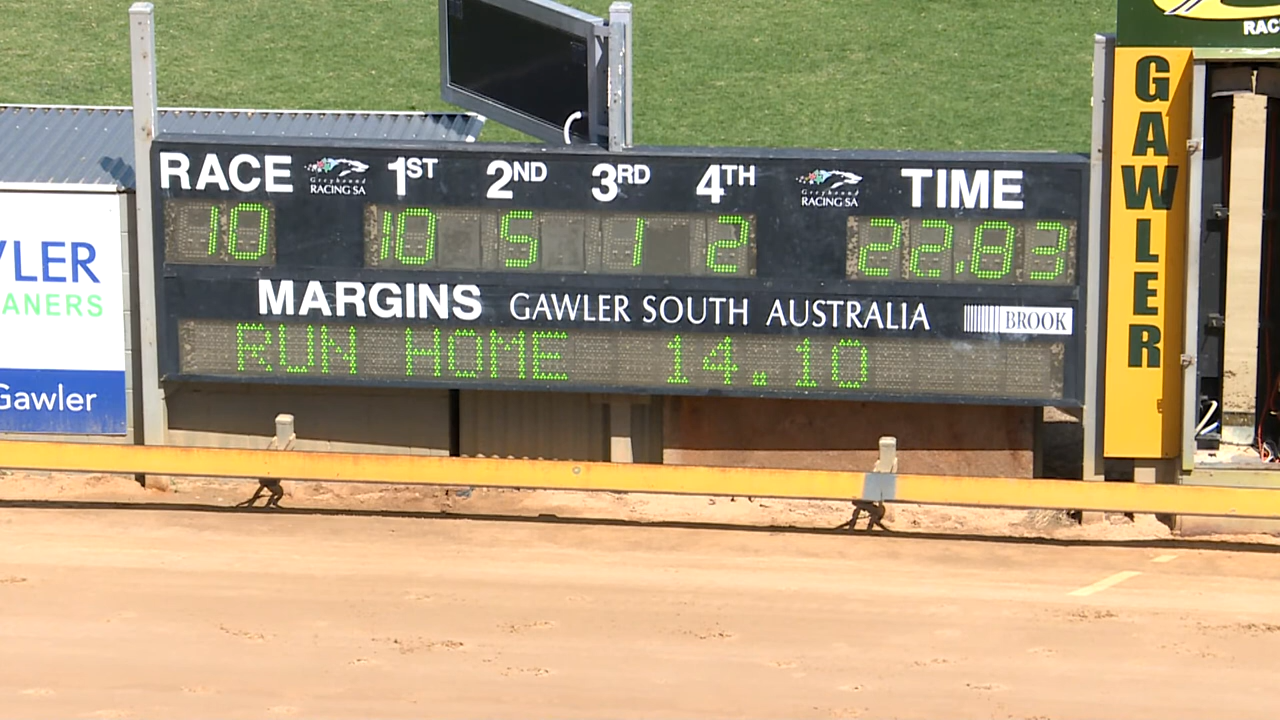 RACE Greyhound RACING SA 1ST 2ND 3RD 4TH Greyhound RACING SA TIME
10 10 5 1 2 22.83
MARGINS GAWLER SOUTH AUSTRALIA BROOK
RUN HOME 14.10
GAWLER
RAC
LER
ANERS
Gawler